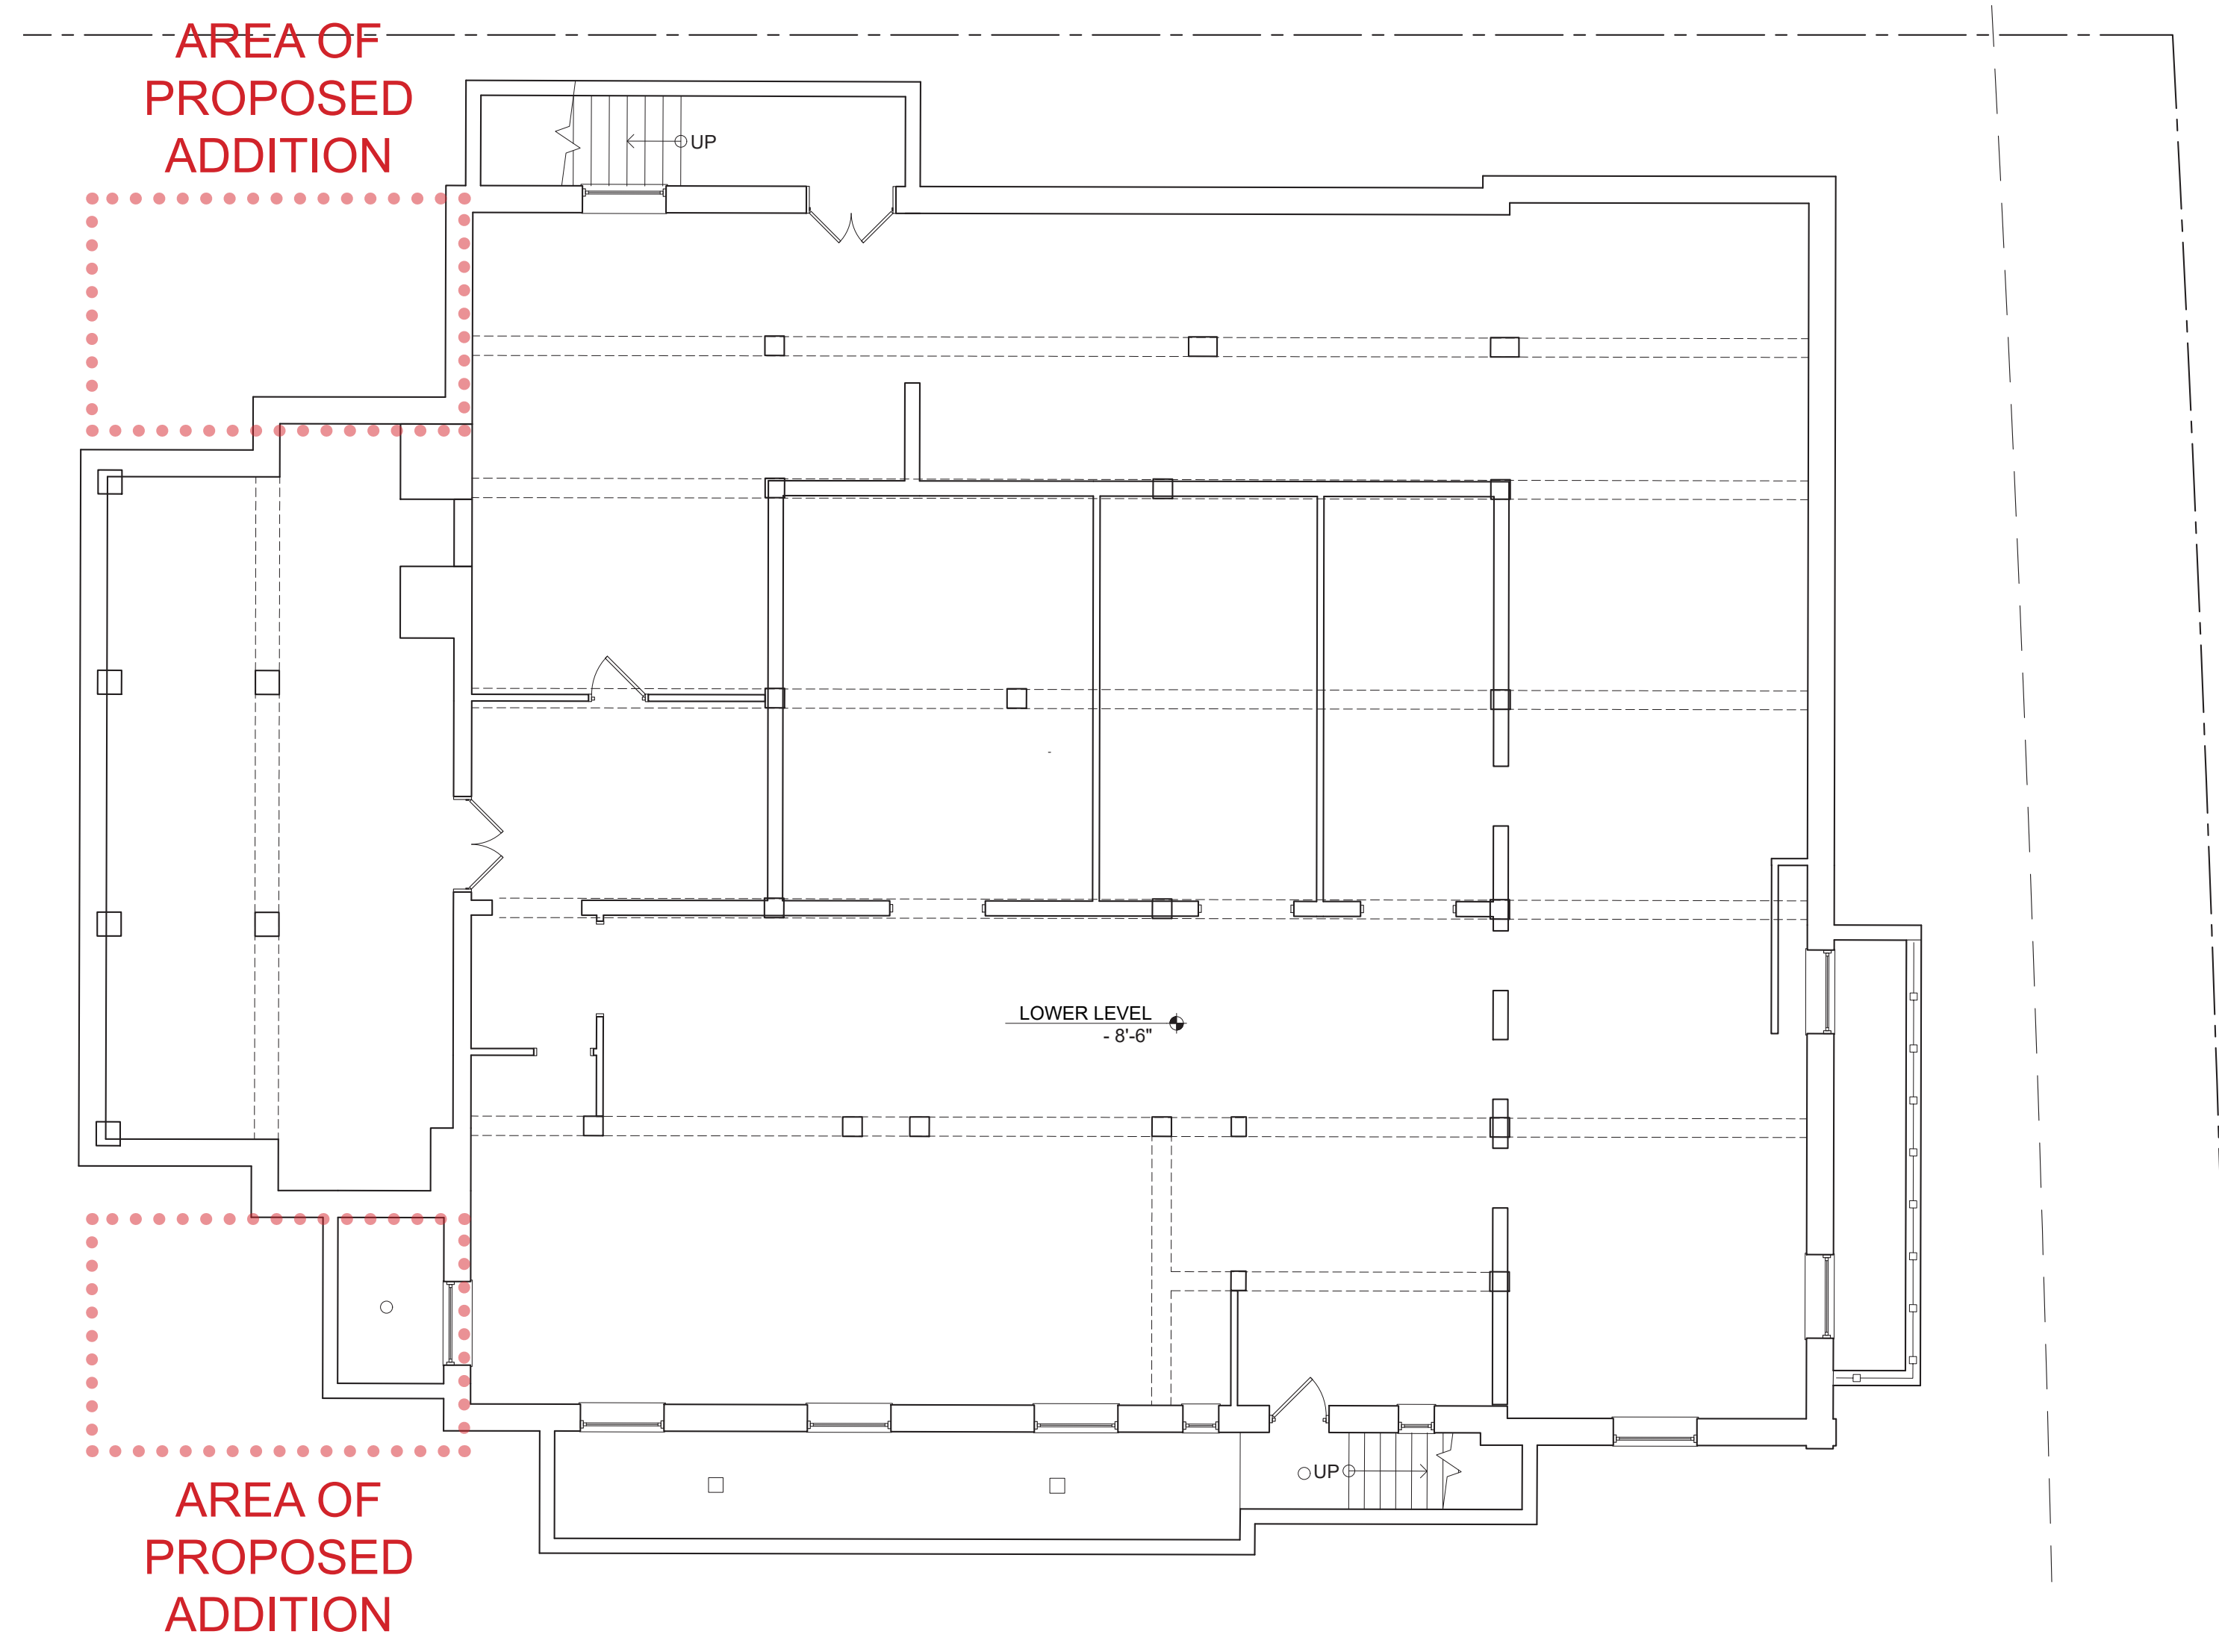 AREA OF
PROPOSED
ADDITION
UP
LOWER LEVEL
- 8'-6"
UP
AREA OF
PROPOSED
ADDITION